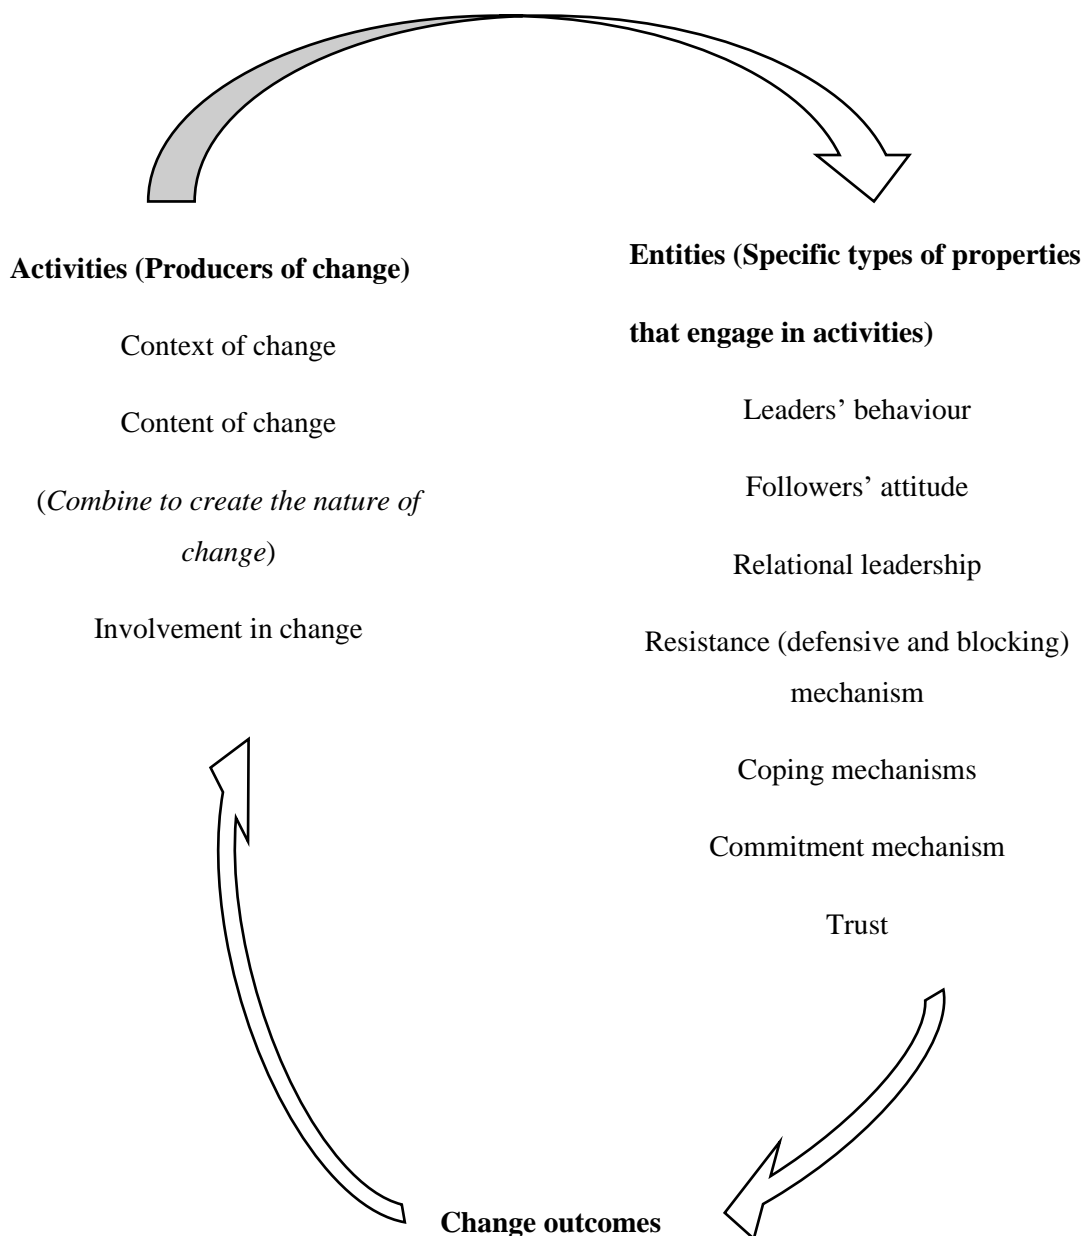 Activities (Producers of change)
Context of change
Content of change
(Combine to create the nature of
change)
Involvement in change
Entities (Specific types of properties
that engage in activities)
Leaders’ behaviour
Followers’ attitude
Relational leadership
Resistance (defensive and blocking)
mechanism
Coping mechanisms
Commitment mechanism
Trust
Change outcomes